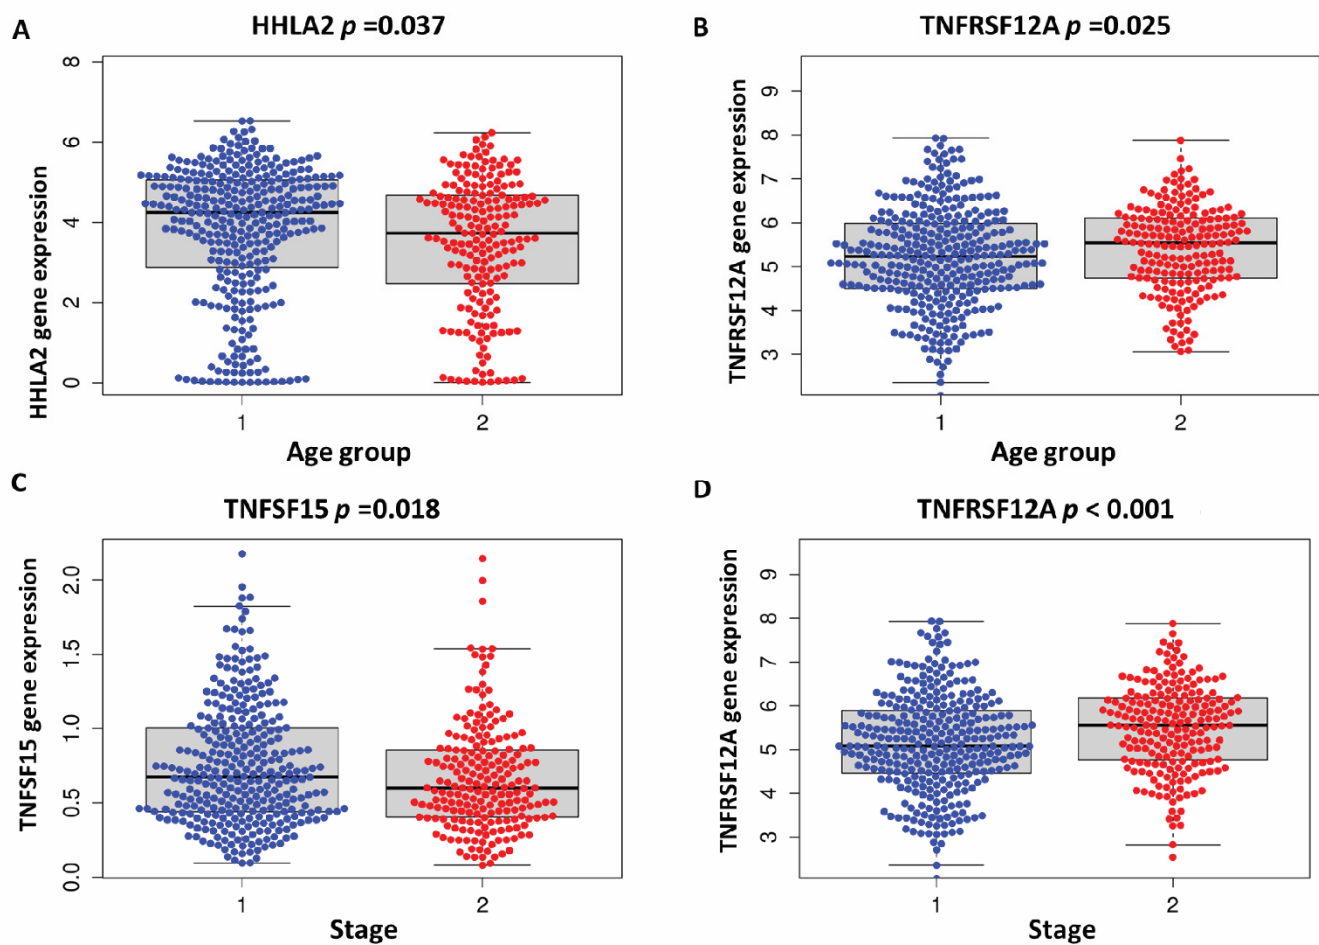 A
HHLA2 p =0.037
HHLA2 gene expression
8
6
4
2
0
1
2
Age group
B
TNFRSF12A p =0.025
TNFRSF12A gene expression
9
8
7
6
5
4
3
1
2
Age group
C
TNFSF15 p =0.018
TNFSF15 gene expression
2.0
1.5
1.0
0.5
0.0
1
2
Stage
D
TNFRSF12A p < 0.001
TNFRSF12A gene expression
9
8
7
6
5
4
3
1
2
Stage